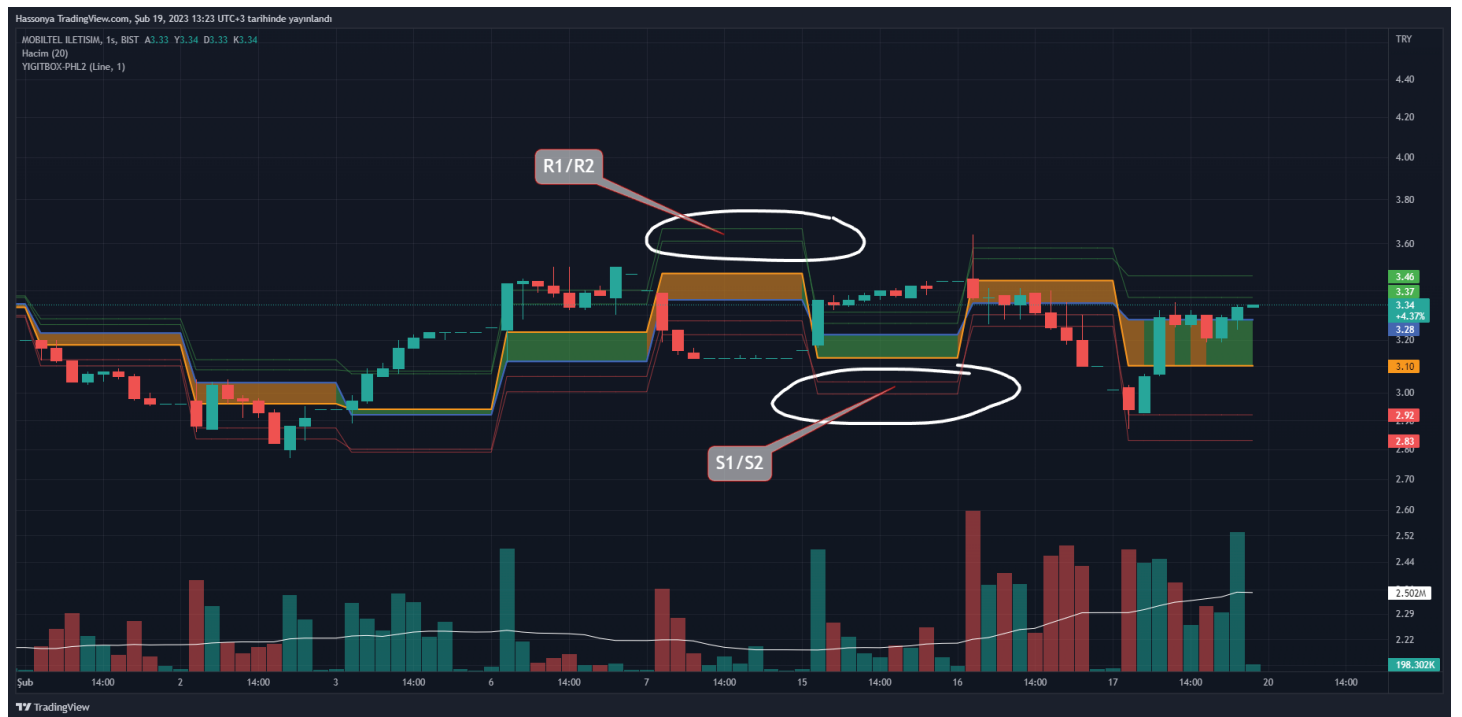 Hassonya TradingView.com, Şub 19, 2023 13:23 UTC+3 tarihinde yayınlandı
MOBILTEL ILETISIM, 1s, BIST A3.33 Y3.34 D3.33 K3.34
Hacim (20)
YIGITBOX-PHL2 (Line, 1)
TRY
4.40
4.20
4.00
3.80
3.60
3.46
3.37
3.34
+4.37%
3.28
3.20
3.10
3.00
2.92
2.83
2.80
2.70
2.60
2.52
2.44
2.502M
2.29
2.22
198.302K
R1/R2
S1/S2
Şub 14:00 2 14:00 3 14:00 6 14:00 7 14:00 15 14:00 16 14:00 17 14:00 20 14:00
TradingView